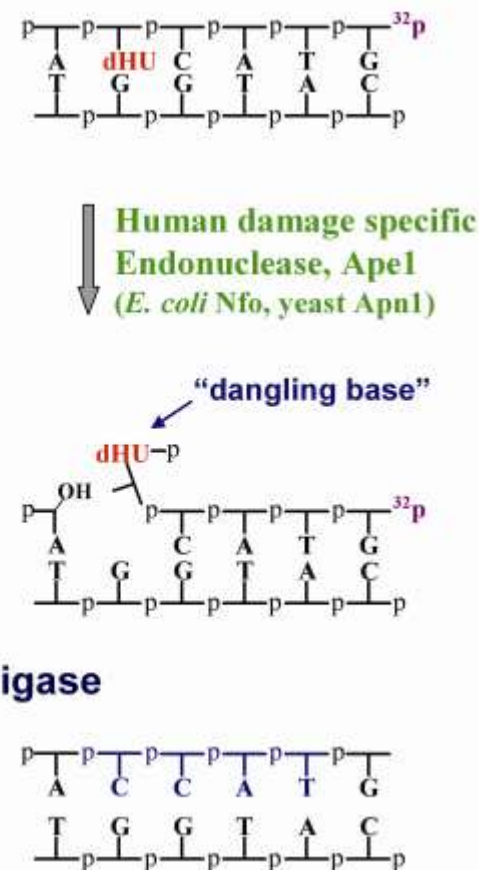 p p p p p p ³²p
A dHU C A T G
T G G T A C
p p p p p p
Human damage specific
Endonuclease, Ape1
(E. coli Nfo, yeast Apn1)
“dangling base”
dHU–p
OH
p p p p p ³²p
A C A T G
T G G T A C
p p p p p p
igase
p p p p p p
A C C A T G
T G G T A C
p p p p p p